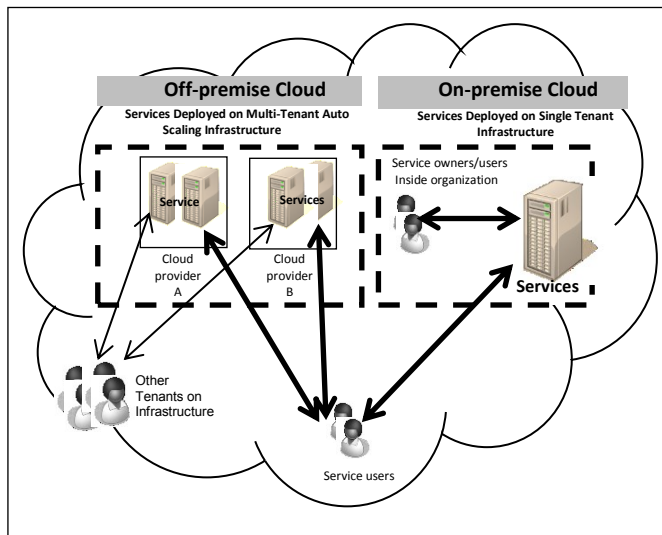 Off-premise Cloud
Services Deployed on Multi-Tenant Auto
Scaling Infrastructure
On-premise Cloud
Services Deployed on Single Tenant
Infrastructure
Service
Cloud
provider
A
Services
Cloud
provider
B
Service owners/users
Inside organization
Services
Other
Tenants on
Infrastructure
Service users